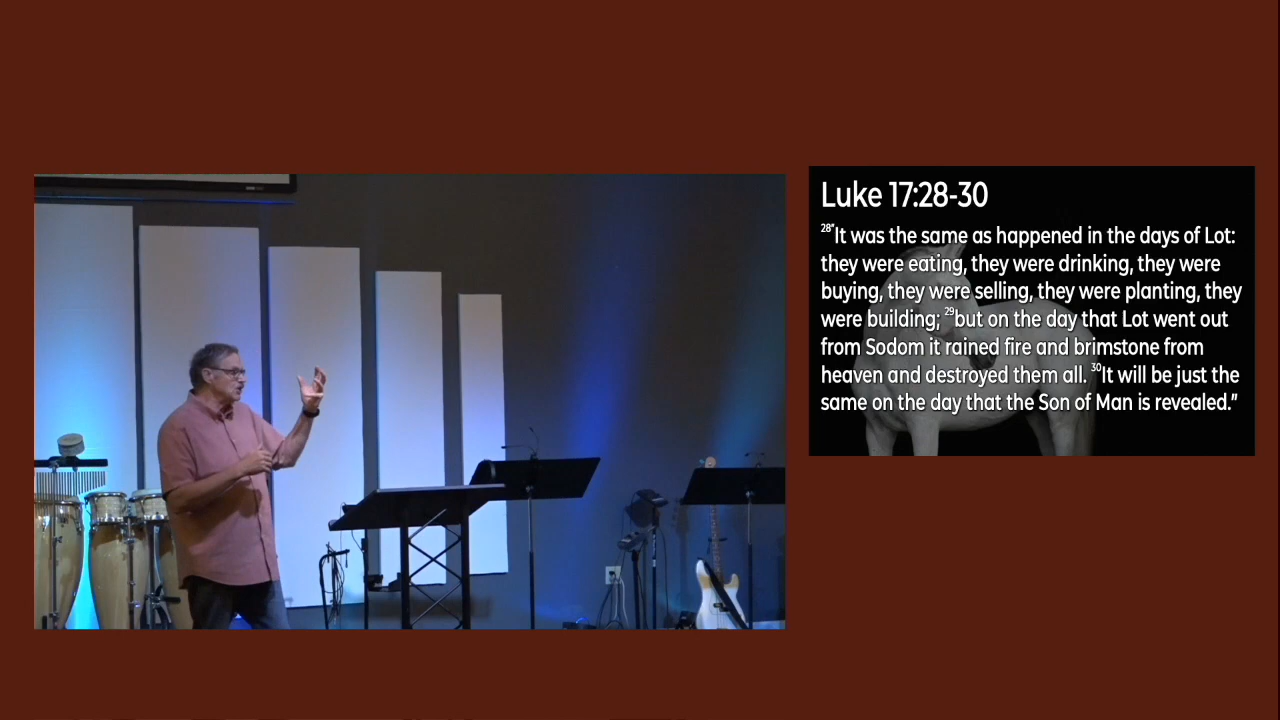 Luke 17:28-30
28"It was the same as happened in the days of Lot:
they were eating, they were drinking, they were
buying, they were selling, they were planting, they
were building; 29but on the day that Lot went out
from Sodom it rained fire and brimstone from
heaven and destroyed them all. 30It will be just the
same on the day that the Son of Man is revealed.”